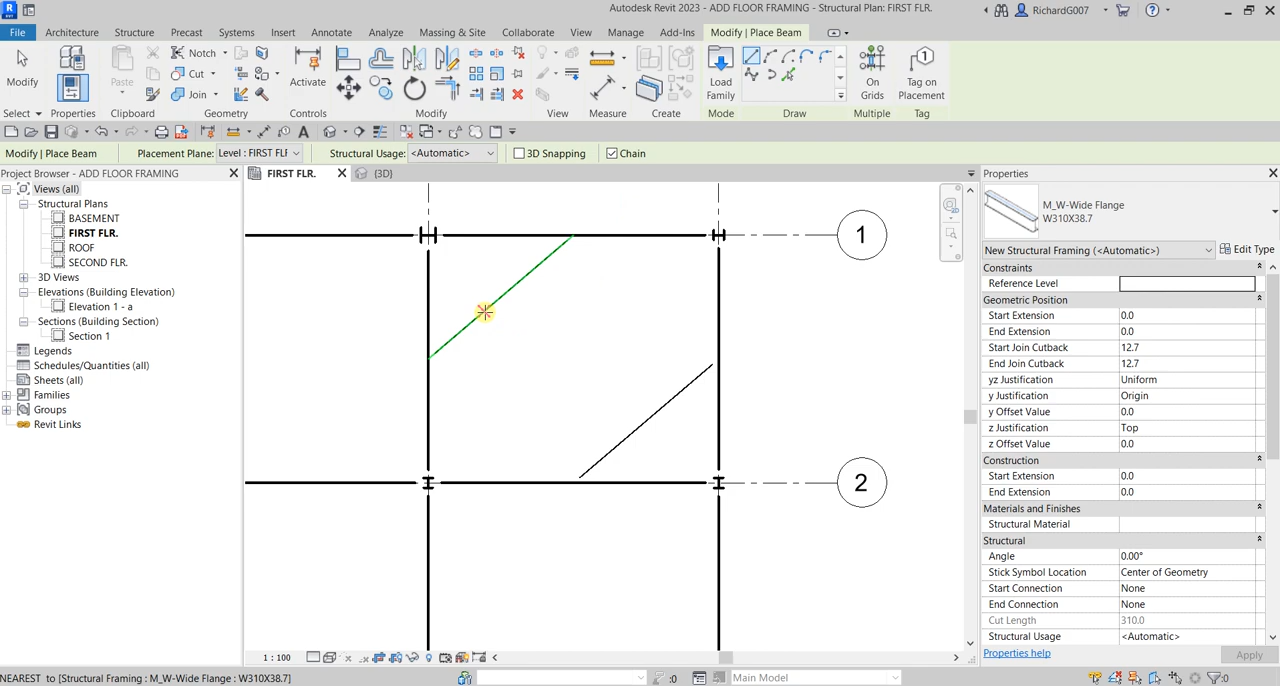 Autodesk Revit 2023 - ADD FLOOR FRAMING - Structural Plan: FIRST FLR.
RichardG007
File Architecture Structure Precast Systems Insert Annotate Analyze Massing & Site Collaborate View Manage Add-Ins Modify | Place Beam
Modify
Paste
Notch
Cut
Join
Activate
Load
Family
On
Grids
Tag on
Placement
Select Properties Clipboard Geometry Controls Modify View Measure Create Mode Draw Multiple Tag
Modify | Place Beam Placement Plane: Level : FIRST FLF Structural Usage: <Automatic> 3D Snapping Chain
Project Browser - ADD FLOOR FRAMING
Views (all)
Structural Plans
BASEMENT
FIRST FLR.
ROOF
SECOND FLR.
3D Views
Elevations (Building Elevation)
Elevation 1 - a
Sections (Building Section)
Section 1
Legends
Schedules/Quantities (all)
Sheets (all)
Families
Groups
Revit Links
FIRST FLR.
{3D}
1
2
1 : 100
Properties
M_W-Wide Flange
W310X38.7
New Structural Framing (<Automatic>) Edit Type
Constraints
Reference Level
Geometric Position
Start Extension 0.0
End Extension 0.0
Start Join Cutback 12.7
End Join Cutback 12.7
yz Justification Uniform
y Justification Origin
y Offset Value 0.0
z Justification Top
z Offset Value 0.0
Construction
Start Extension 0.0
End Extension 0.0
Materials and Finishes
Structural Material
Structural
Angle 0.00°
Stick Symbol Location Center of Geometry
Start Connection None
End Connection None
Cut Length 310.0
Structural Usage <Automatic>
Properties help Apply
NEAREST to [Structural Framing : M_W-Wide Flange : W310X38.7] :0 Main Model :0